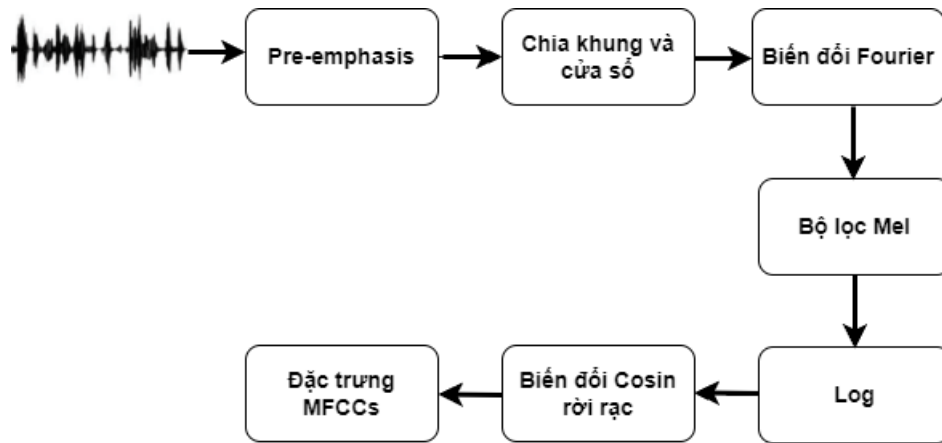 Pre-emphasis
Chia khung và
cửa sổ
Biến đổi Fourier
Bộ lọc Mel
Log
Biến đổi Cosin
rời rạc
Đặc trưng
MFCCs